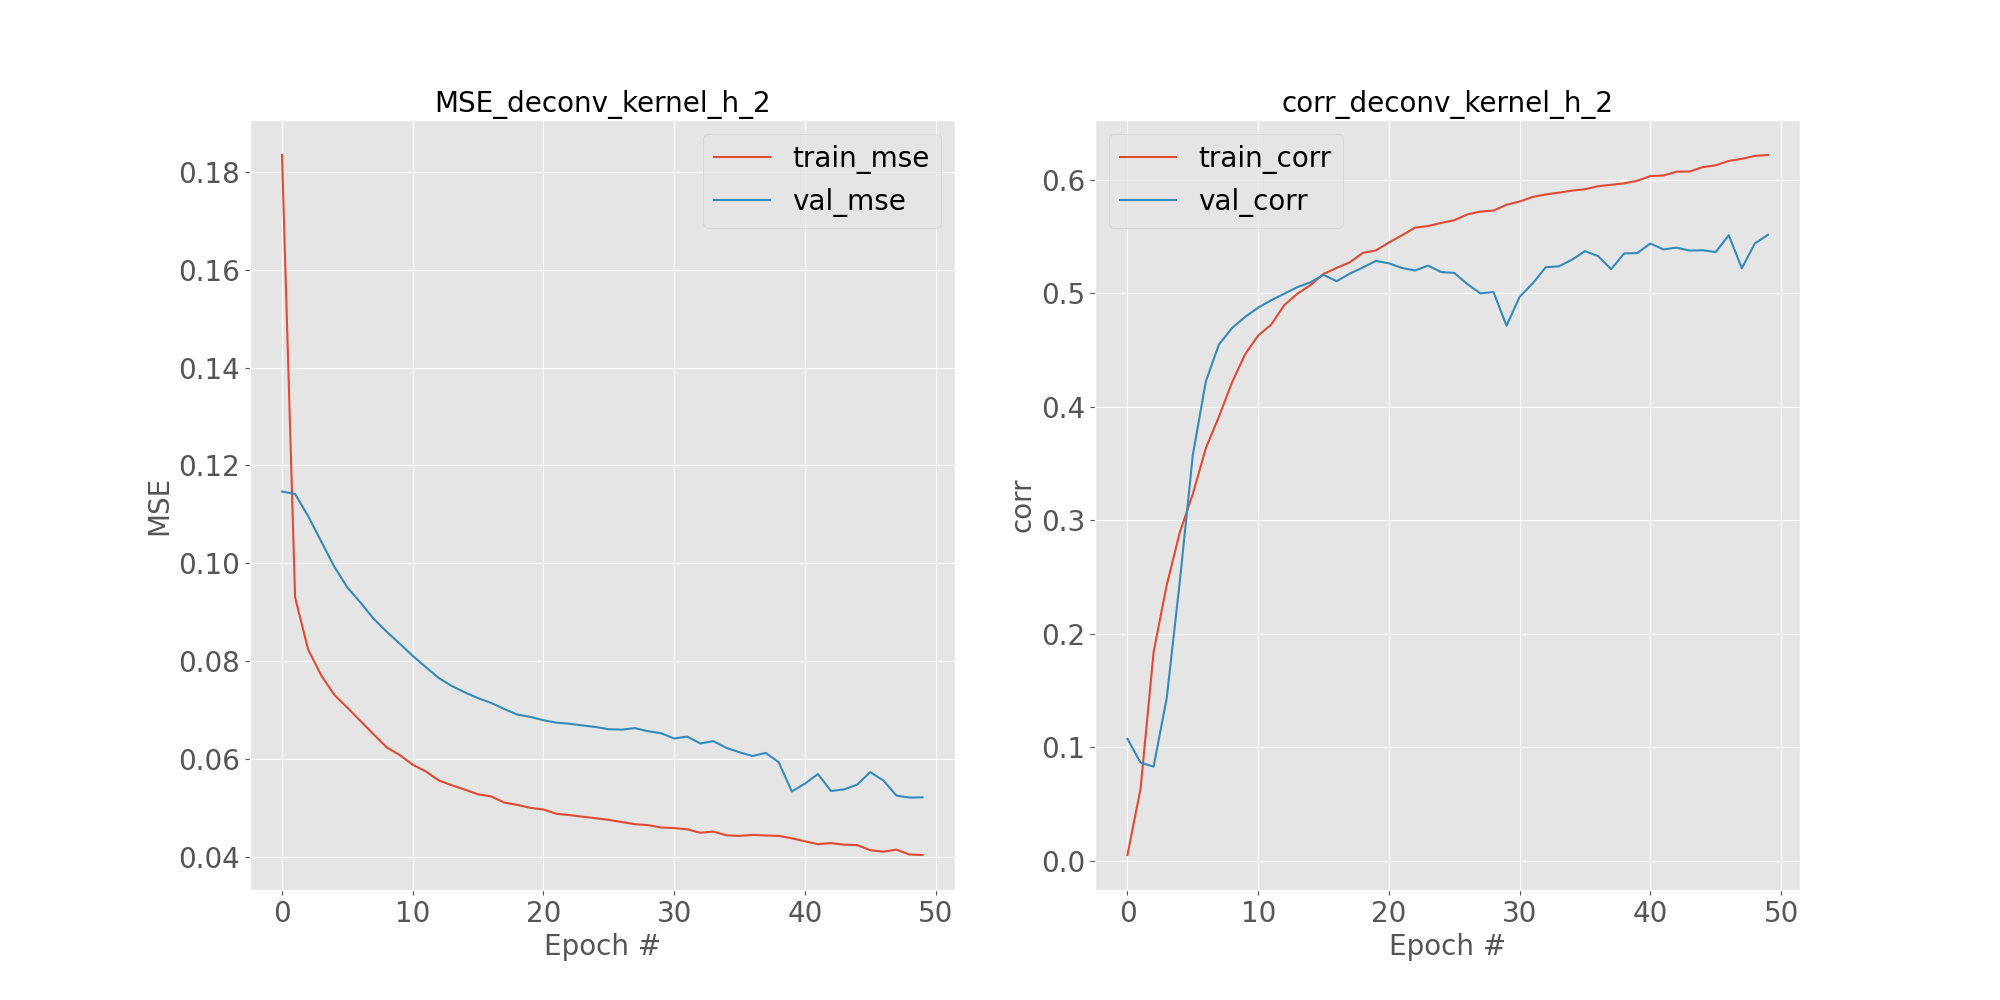 MSE_deconv_kernel_h_2
train_mse
val_mse
0.18
0.16
0.14
0.12
0.10
0.08
0.06
0.04
MSE
0 10 20 30 40 50
Epoch #
corr_deconv_kernel_h_2
train_corr
val_corr
0.6
0.5
0.4
0.3
0.2
0.1
0.0
corr
0 10 20 30 40 50
Epoch #